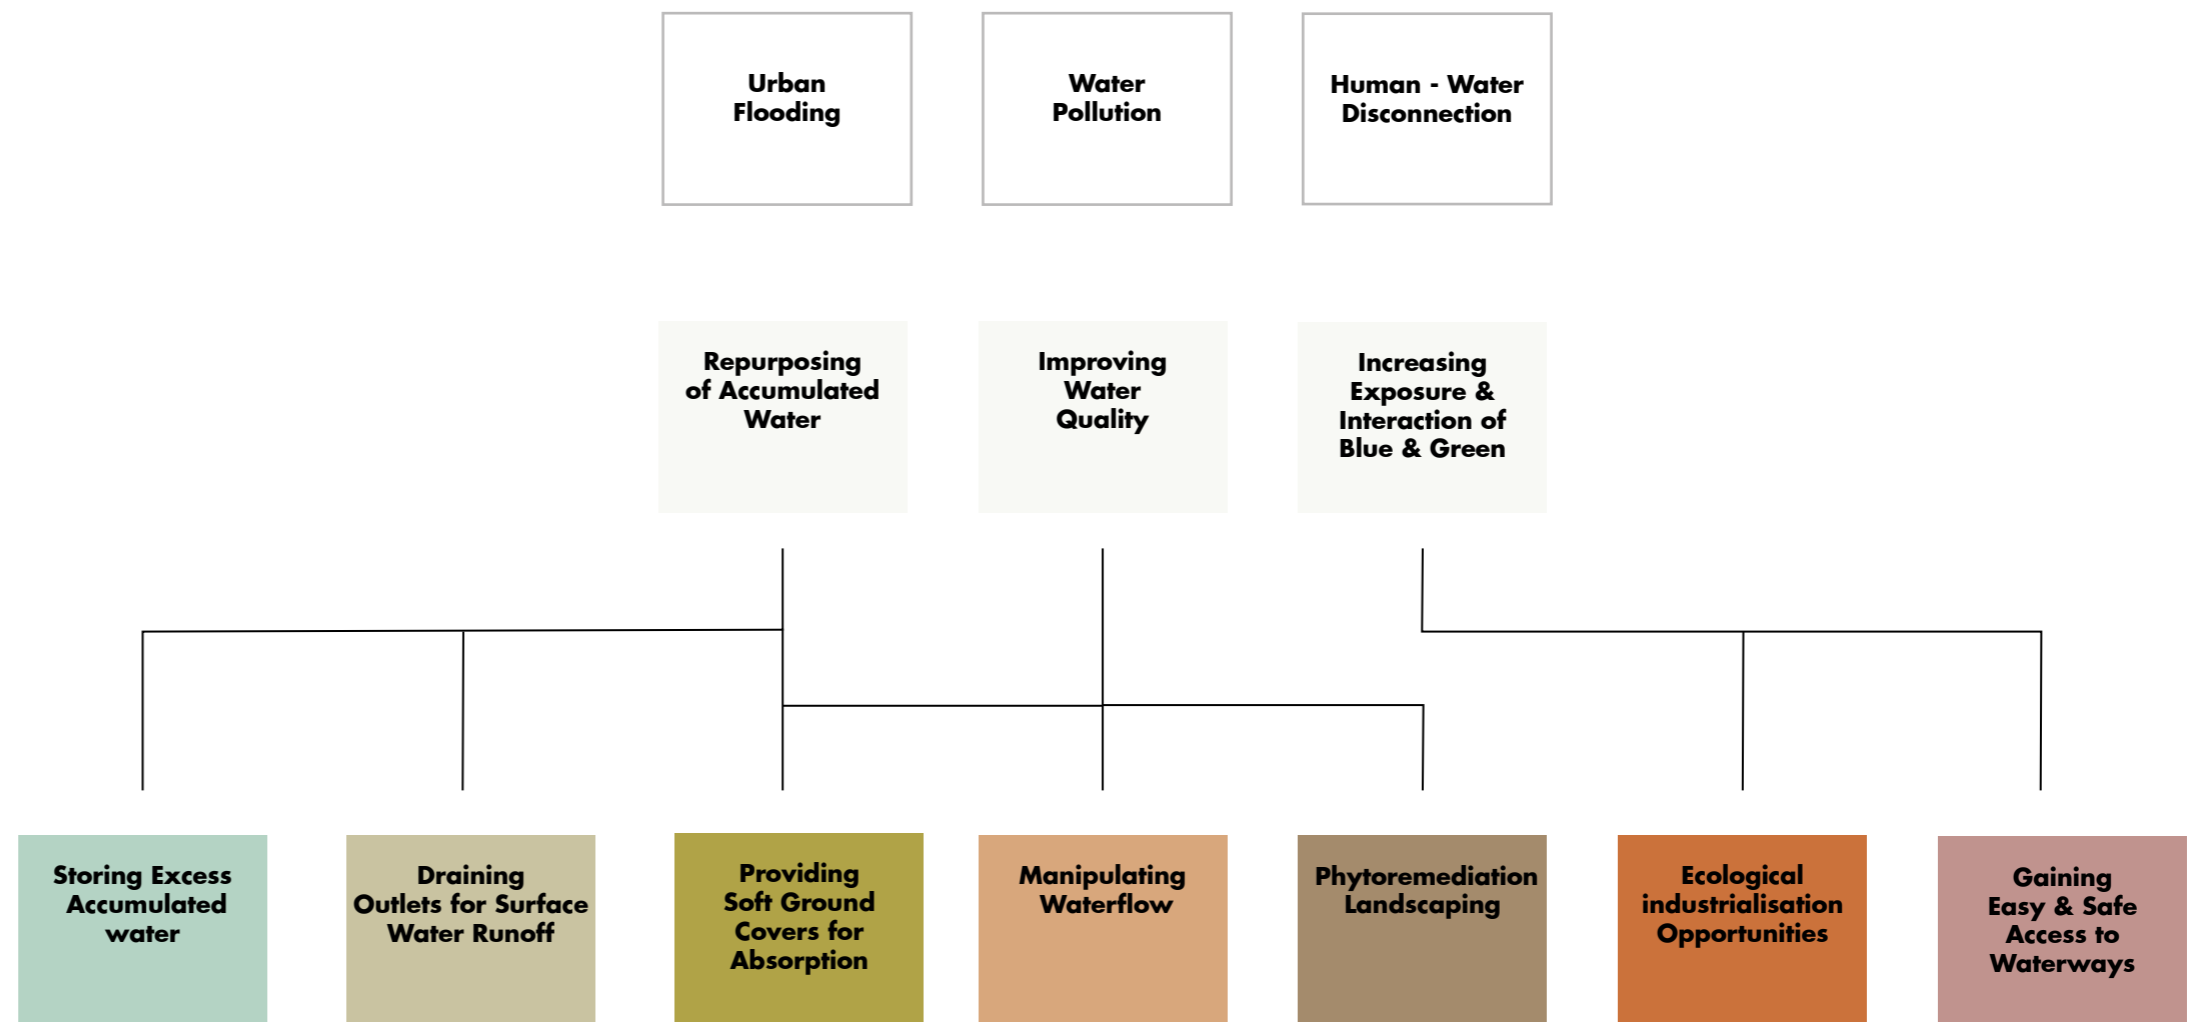 Urban
Flooding
Water
Pollution
Human - Water
Disconnection
Repurposing
of Accumulated
Water
Improving
Water
Quality
Increasing
Exposure &
Interaction of
Blue & Green
Storing Excess
Accumulated
water
Draining
Outlets for Surface
Water Runoff
Providing
Soft Ground
Covers for
Absorption
Manipulating
Waterflow
Phytoremediation
Landscaping
Ecological
industrialisation
Opportunities
Gaining
Easy & Safe
Access to
Waterways